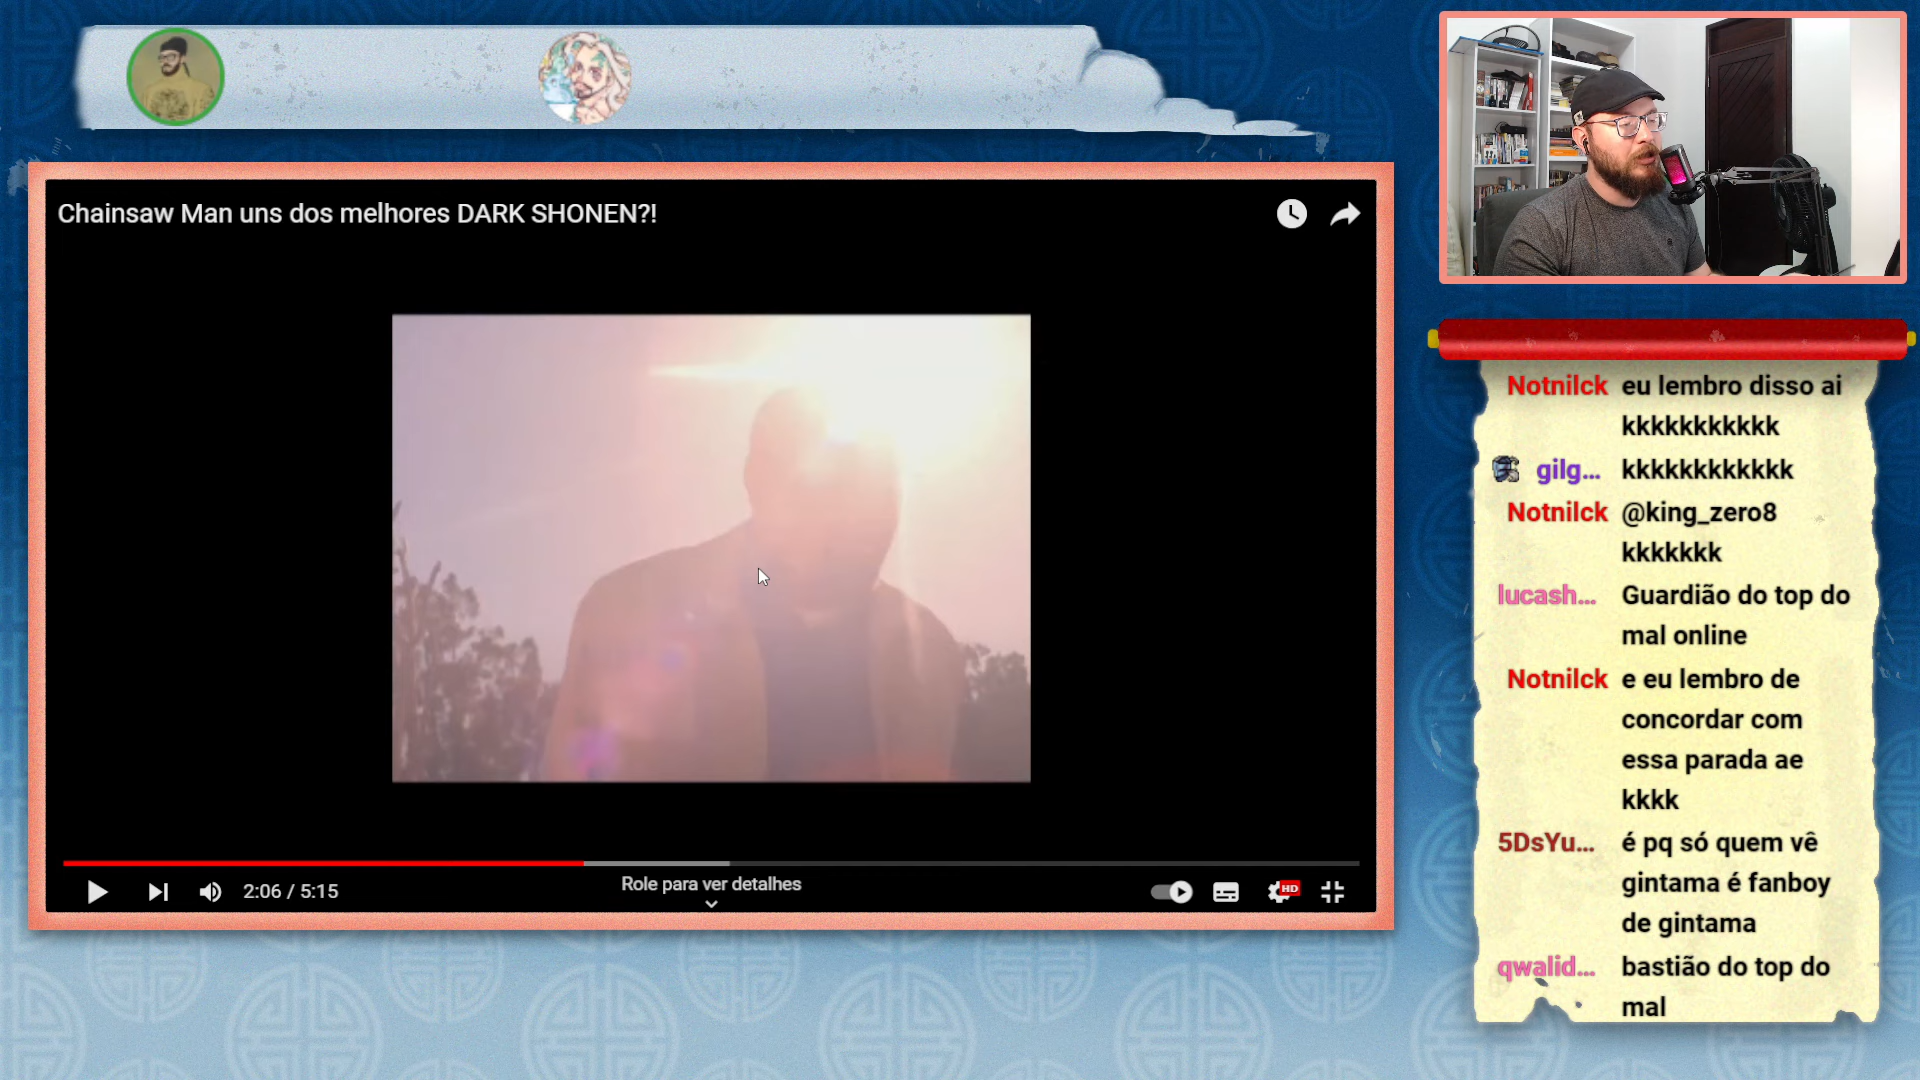 Chainsaw Man uns dos melhores DARK SHONEN?!
2:06 / 5:15
Role para ver detalhes
HD
Notnilck eu lembro disso ai
kkkkkkkkkkk
gilg... kkkkkkkkkkkk
Notnilck @king_zero8
kkkkkkk
lucash... Guardião do top do
mal online
Notnilck e eu lembro de
concordar com
essa parada ae
kkkk
5DsYu... é pq só quem vê
gintama é fanboy
de gintama
qwalid... bastião do top do
mal